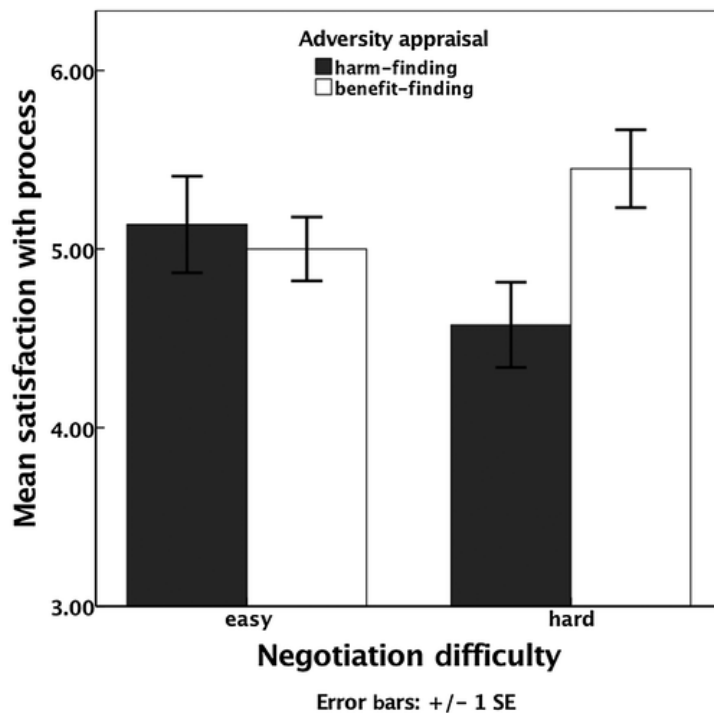 Adversity appraisal
harm-finding
benefit-finding
Mean satisfaction with process
6.00
5.00
4.00
3.00
easy
hard
Negotiation difficulty
Error bars: +/- 1 SE